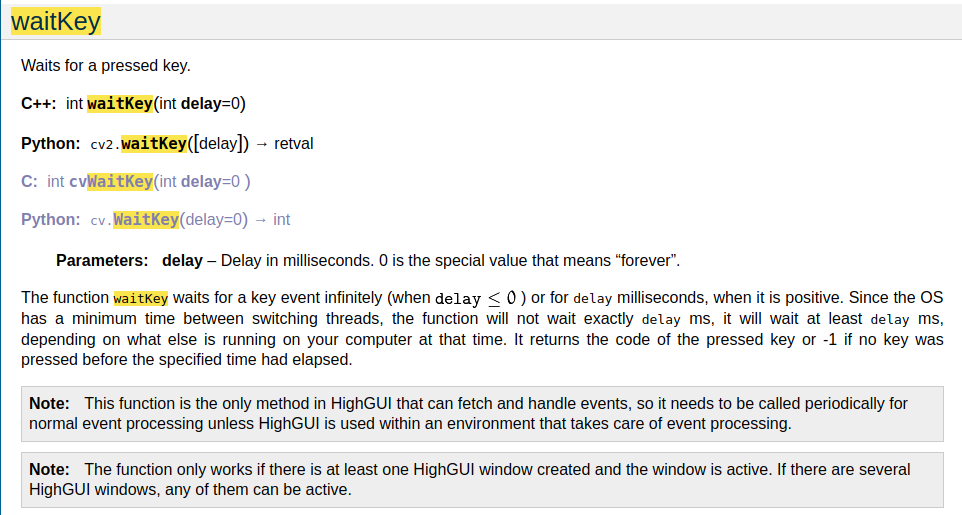 waitKey
Waits for a pressed key.
C++: int waitKey(int delay=0)
Python: cv2.waitKey([delay]) → retval
C: int cvWaitKey(int delay=0 )
Python: cv.WaitKey(delay=0) → int
Parameters: delay – Delay in milliseconds. 0 is the special value that means “forever”.
The function waitKey waits for a key event infinitely (when delay ≤ 0 ) or for delay milliseconds, when it is positive. Since the OS
has a minimum time between switching threads, the function will not wait exactly delay ms, it will wait at least delay ms,
depending on what else is running on your computer at that time. It returns the code of the pressed key or -1 if no key was
pressed before the specified time had elapsed.
Note: This function is the only method in HighGUI that can fetch and handle events, so it needs to be called periodically for
normal event processing unless HighGUI is used within an environment that takes care of event processing.
Note: The function only works if there is at least one HighGUI window created and the window is active. If there are several
HighGUI windows, any of them can be active.